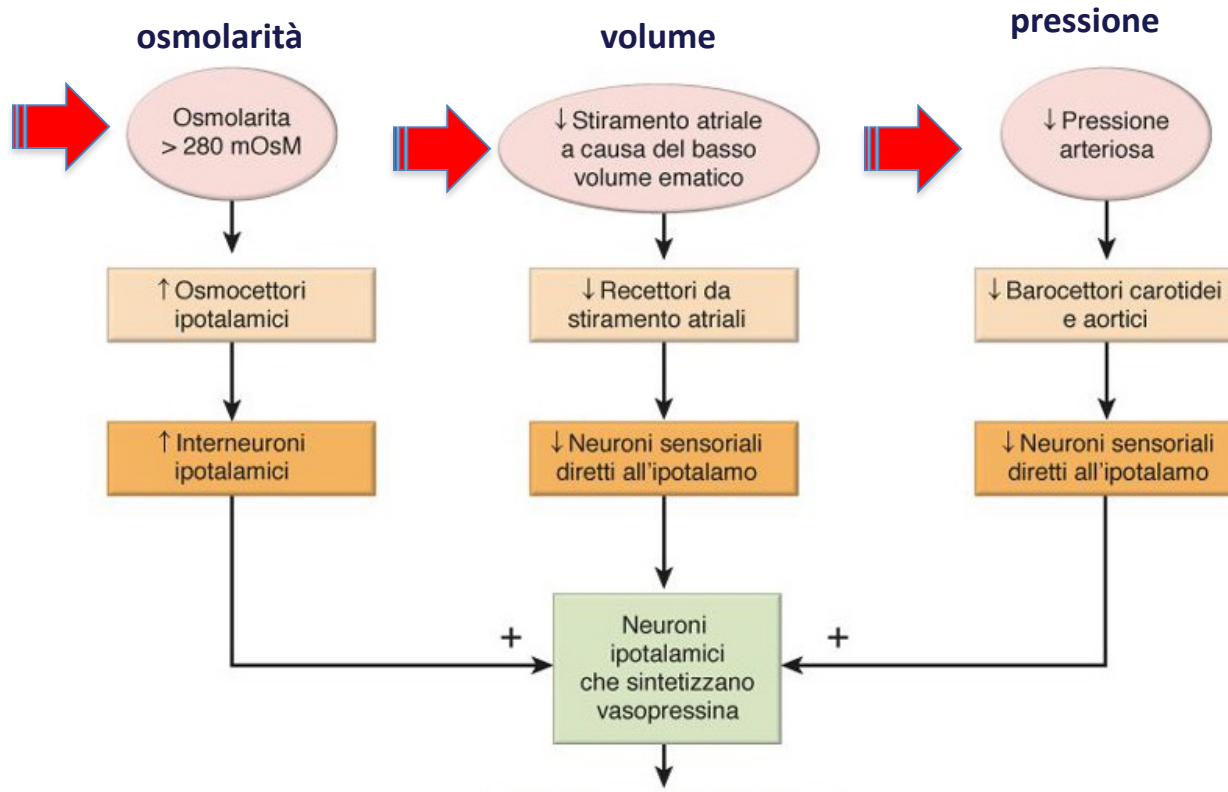 osmolarità
volume
pressione
Osmolarita
> 280 mOsM
↓ Stiramento atriale
a causa del basso
volume ematico
↓ Pressione
arteriosa
↑ Osmocettori
ipotalamici
↓ Recettori da
stiramento atriali
↓ Barocettori carotidei
e aortici
↑ Interneuroni
ipotalamici
↓ Neuroni sensoriali
diretti all'ipotalamo
↓ Neuroni sensoriali
diretti all'ipotalamo
+
+
Neuroni
ipotalamici
che sintetizzano
vasopressina